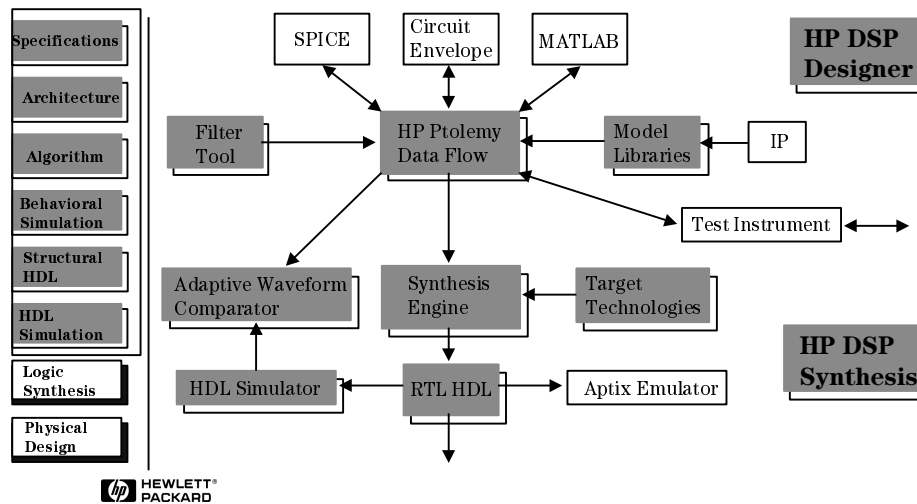 Specifications
Architecture
Algorithm
Behavioral
Simulation
Structural
HDL
HDL
Simulation
Logic
Synthesis
Physical
Design
SPICE
Circuit
Envelope
MATLAB
HP DSP
Designer
Filter
Tool
HP Ptolemy
Data Flow
Model
Libraries
IP
Test Instrument
Adaptive Waveform
Comparator
Synthesis
Engine
Target
Technologies
HP DSP
Synthesis
HDL Simulator
RTL HDL
Aptix Emulator
hp
HEWLETT®
PACKARD